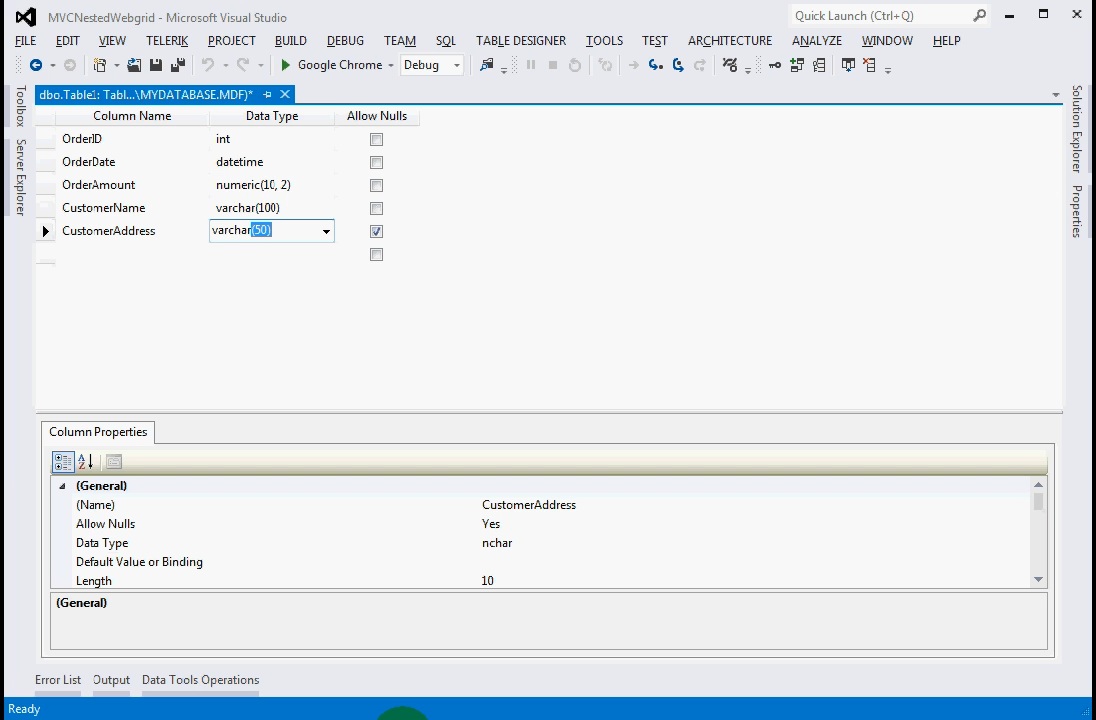 MVCNestedWebgrid - Microsoft Visual Studio
Quick Launch (Ctrl+Q)
FILE EDIT VIEW TELERIK PROJECT BUILD DEBUG TEAM SQL TABLE DESIGNER TOOLS TEST ARCHITECTURE ANALYZE WINDOW HELP
Google Chrome Debug
dbo.Table1: Tabl...\MYDATABASE.MDF)*
Toolbox
Server Explorer
Solution Explorer
Properties
Column Name Data Type Allow Nulls
OrderID int
OrderDate datetime
OrderAmount numeric(10, 2)
CustomerName varchar(100)
CustomerAddress varchar(50)
Column Properties
(General)
(Name) CustomerAddress
Allow Nulls Yes
Data Type nchar
Default Value or Binding
Length 10
(General)
Error List Output Data Tools Operations
Ready